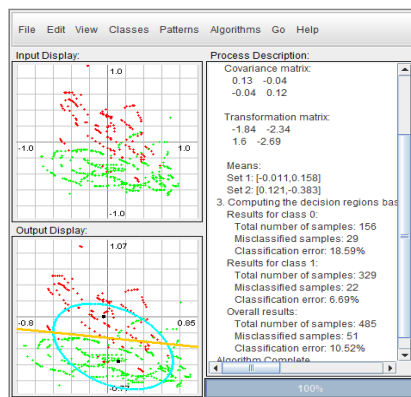 File Edit View Classes Patterns Algorithms Go Help
Input Display:
1.0
-1.0
1.0
-1.0
Output Display:
1.07
-0.8
0.85
Process Description:
Covariance matrix:
0.13 -0.04
-0.04 0.12
Transformation matrix:
-1.84 -2.34
1.6 -2.69
Means:
Set 1: [-0.011,0.158]
Set 2: [0.121,-0.383]
3. Computing the decision regions bas
Results for class 0:
Total number of samples: 156
Misclassified samples: 29
Classification error: 18.59%
Results for class 1:
Total number of samples: 329
Misclassified samples: 22
Classification error: 6.69%
Overall results:
Total number of samples: 485
Misclassified samples: 51
Classification error: 10.52%
Algorithm Complete
100%